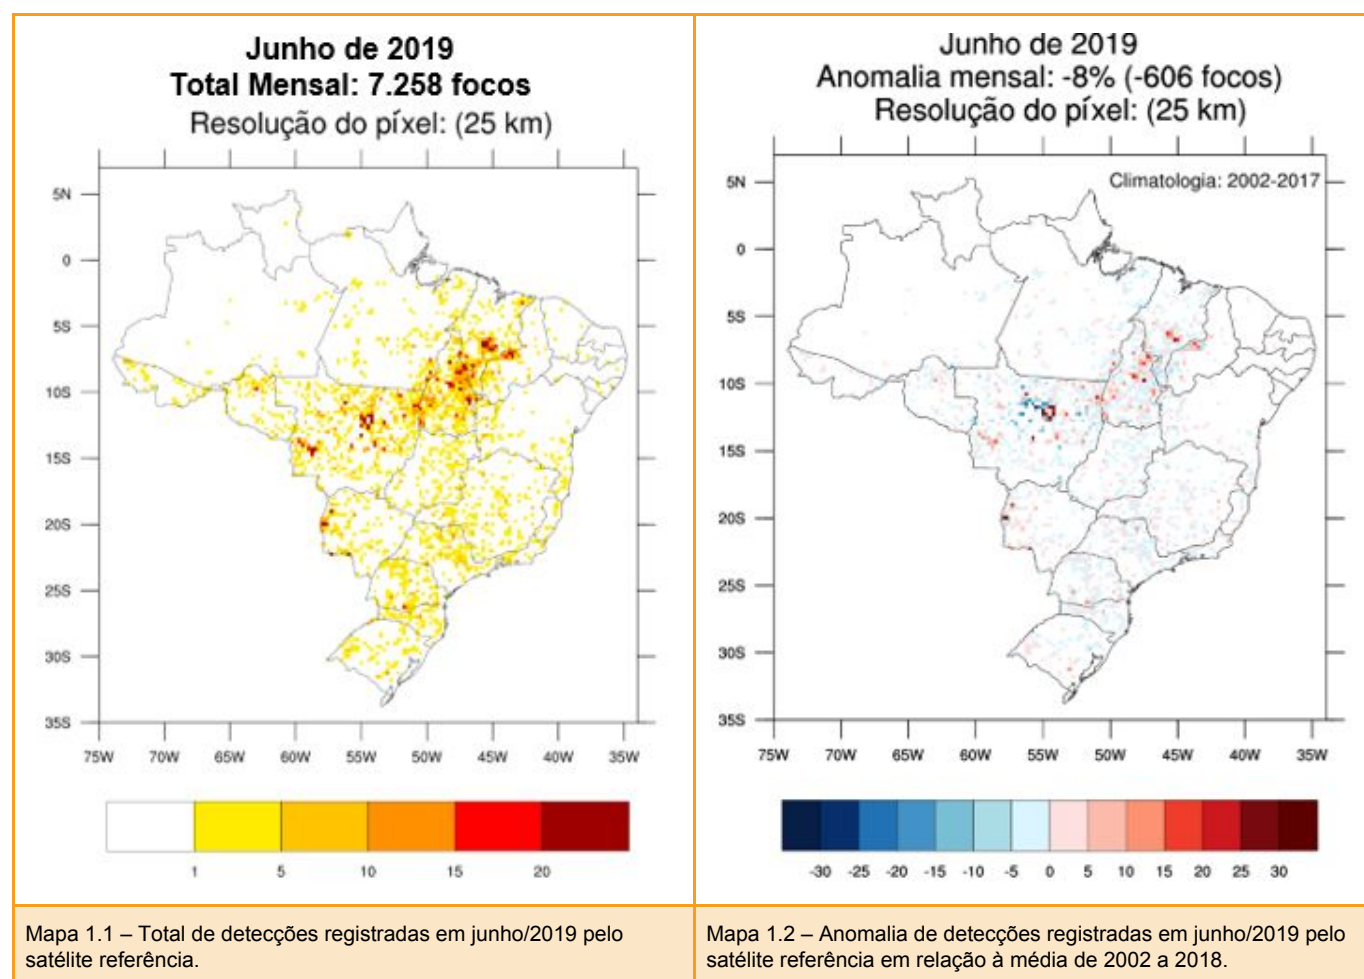 Junho de 2019
Total Mensal: 7.258 focos
Resolução do píxel: (25 km)
5N
0
5S
10S
15S
20S
25S
30S
35S
75W 70W 65W 60W 55W 50W 45W 40W 35W
1 5 10 15 20
Mapa 1.1 – Total de detecções registradas em junho/2019 pelo
satélite referência.
Junho de 2019
Anomalia mensal: -8% (-606 focos)
Resolução do píxel: (25 km)
Climatologia: 2002-2017
5N
0
5S
10S
15S
20S
25S
30S
35S
75W 70W 65W 60W 55W 50W 45W 40W 35W
-30 -25 -20 -15 -10 -5 0 5 10 15 20 25 30
Mapa 1.2 – Anomalia de detecções registradas em junho/2019 pelo
satélite referência em relação à média de 2002 a 2018.